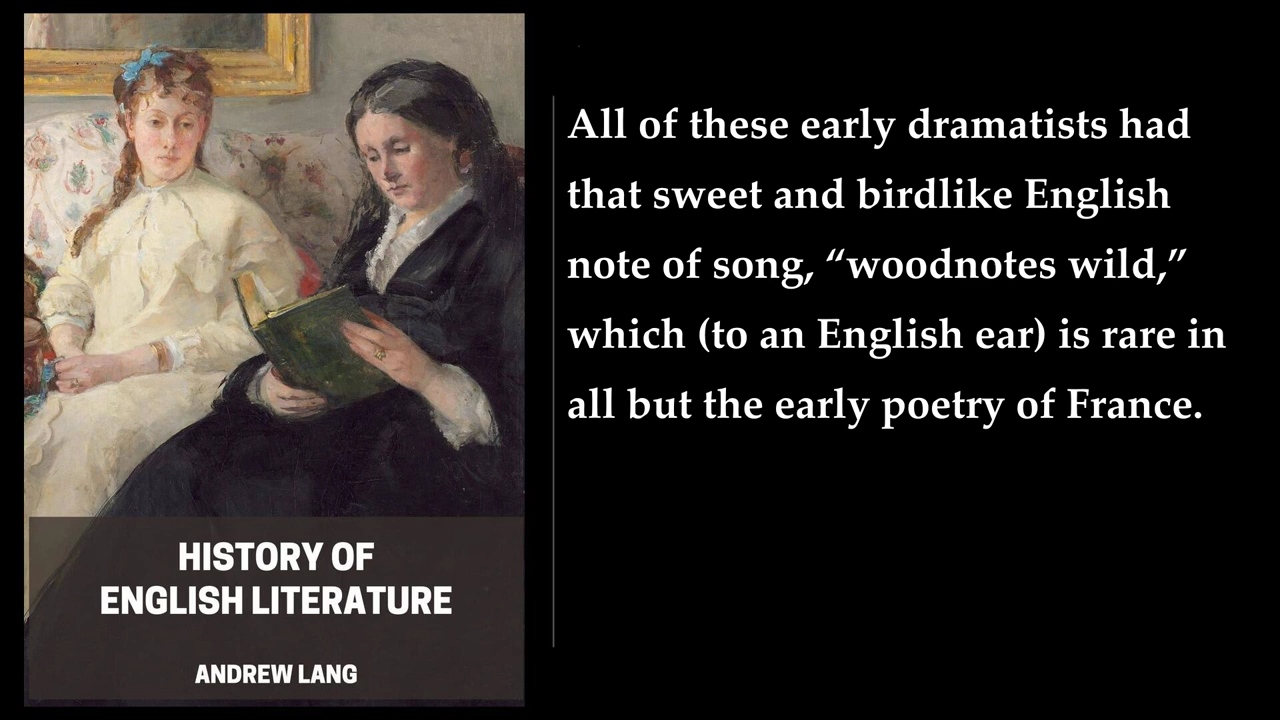 HISTORY OF
ENGLISH LITERATURE
ANDREW LANG
All of these early dramatists had
that sweet and birdlike English
note of song, “woodnotes wild,”
which (to an English ear) is rare in
all but the early poetry of France.